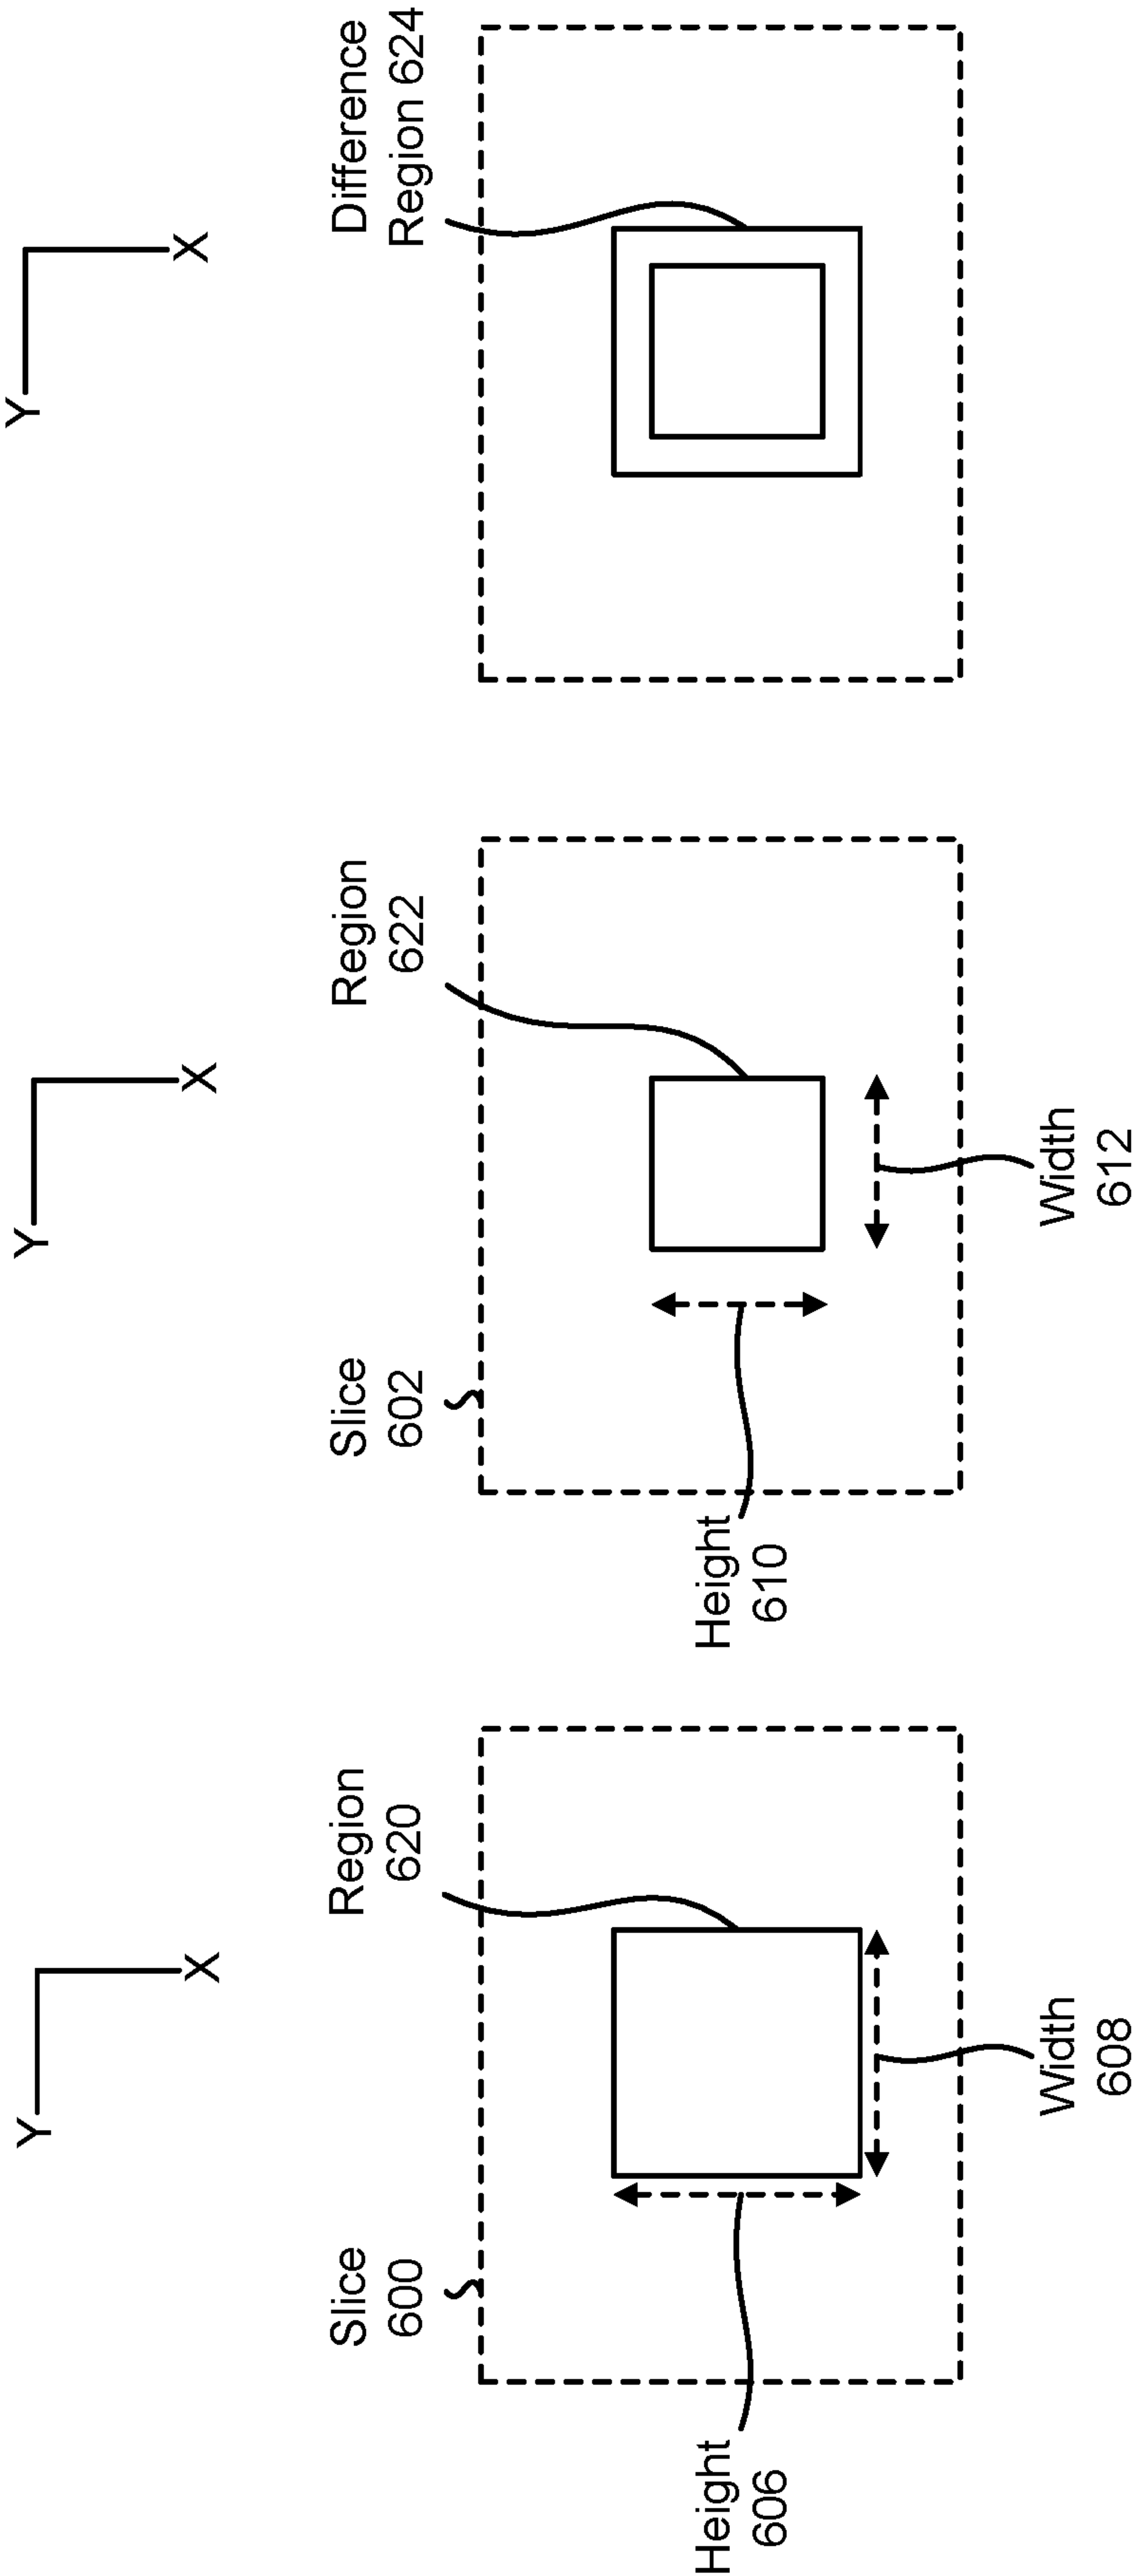 Y
X
Slice
600
Region
620
Height
606
Width
608
Y
X
Slice
602
Region
622
Height
610
Width
612
Y
X
Difference
Region 624